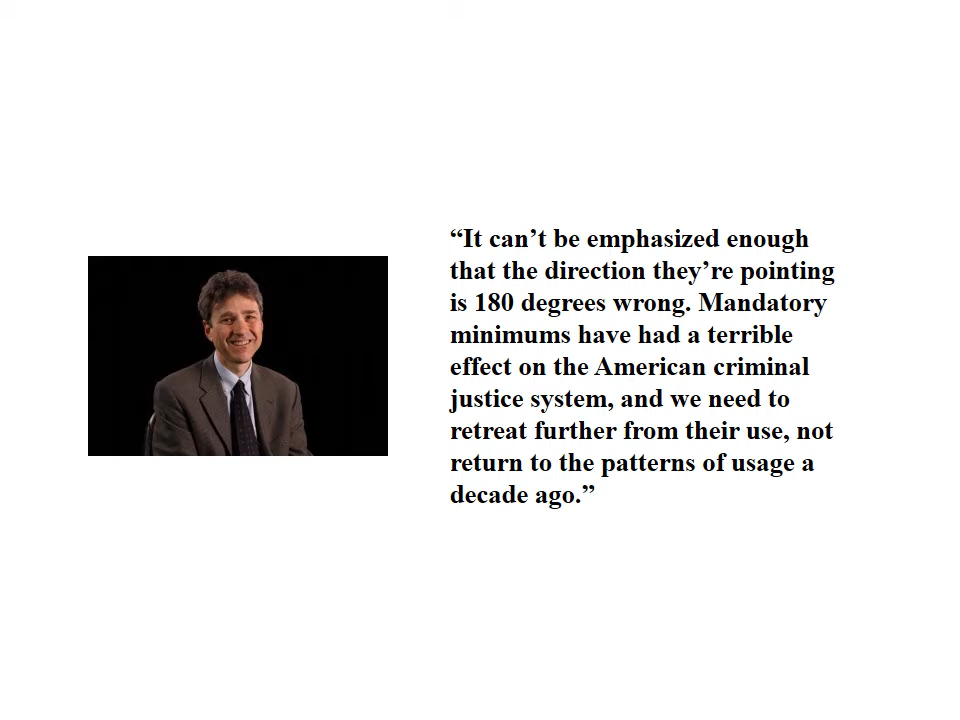 “It can’t be emphasized enough
that the direction they’re pointing
is 180 degrees wrong. Mandatory
minimums have had a terrible
effect on the American criminal
justice system, and we need to
retreat further from their use, not
return to the patterns of usage a
decade ago.”